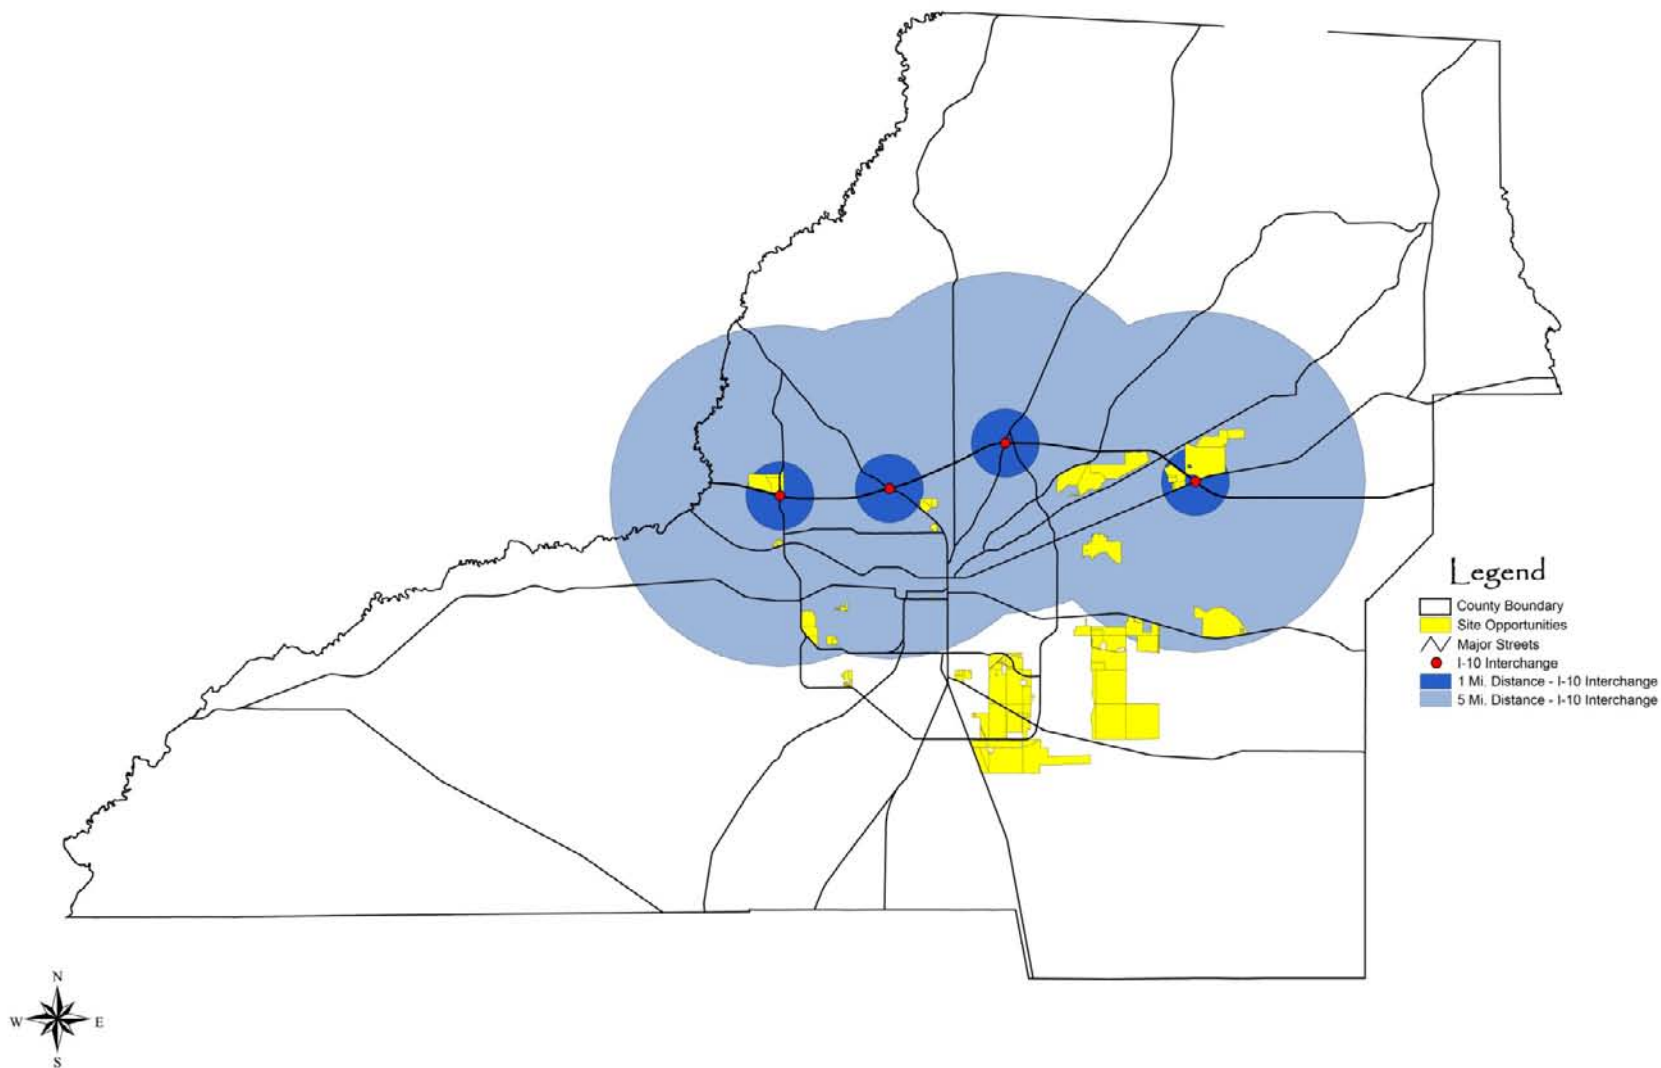 Legend
County Boundary
Site Opportunities
Major Streets
I-10 Interchange
1 Mi. Distance - I-10 Interchange
5 Mi. Distance - I-10 Interchange
N
W E
S